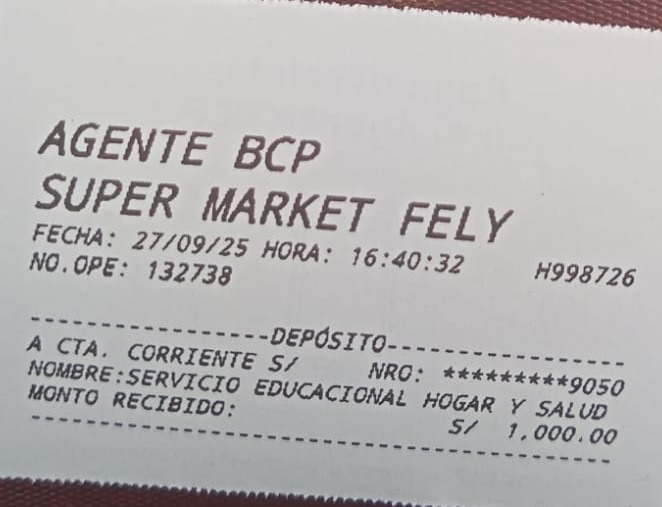 AGENTE BCP
SUPER MARKET FELY
FECHA: 27/09/25 HORA: 16:40:32 H998726
NO.OPE: 132738
-----------------DEPÓSITO-----------------
A CTA. CORRIENTE S/ NRO: *********9050
NOMBRE:SERVICIO EDUCACIONAL HOGAR Y SALUD
MONTO RECIBIDO: S/ 1,000.00
------------------------------------------